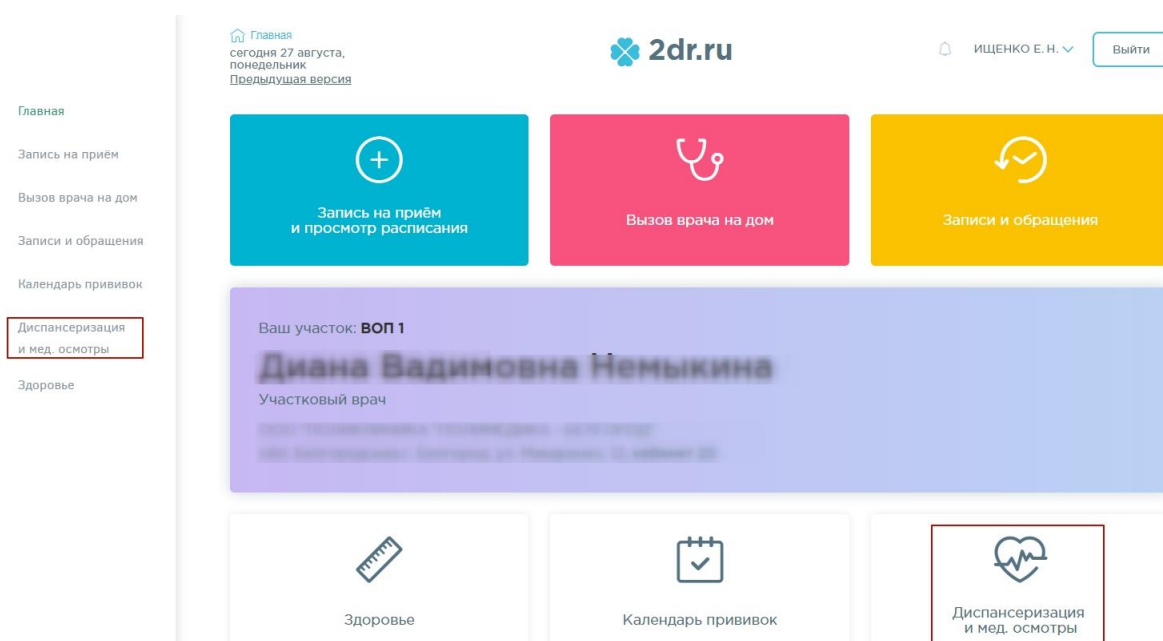 Главная
сегодня 27 августа,
понедельник
Предыдущая версия
2dr.ru
ИЩЕНКО Е. Н.
Выйти
Главная
Запись на приём
Вызов врача на дом
Записи и обращения
Календарь прививок
Диспансеризация
и мед. осмотры
Здоровье
Запись на приём
и просмотр расписания
Вызов врача на дом
Записи и обращения
Ваш участок: ВОП 1
Участковый врач
Здоровье
Календарь прививок
Диспансеризация
и мед. осмотры